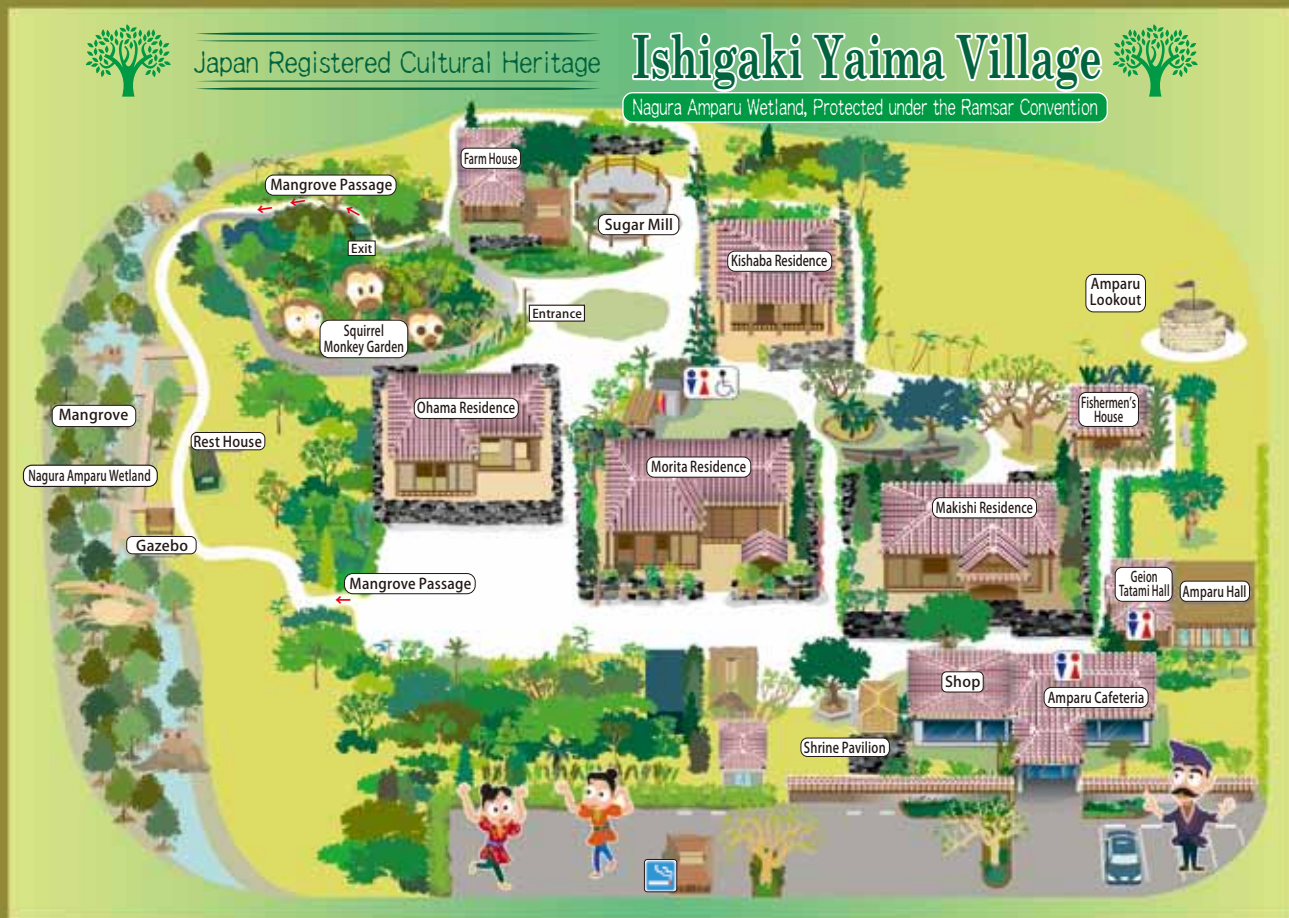 Japan Registered Cultural Heritage
Ishigaki Yaima Village
Nagura Amparu Wetland, Protected under the Ramsar Convention
Farm House
Mangrove Passage
Sugar Mill
Exit
Kishaba Residence
Amparu
Lookout
Entrance
Squirrel
Monkey Garden
Ohama Residence
Fishermen's
House
Mangrove
Rest House
Morita Residence
Nagura Amparu Wetland
Makishi Residence
Gazebo
Mangrove Passage
Geion
Tatami Hall
Amparu Hall
Shop
Amparu Cafeteria
Shrine Pavilion